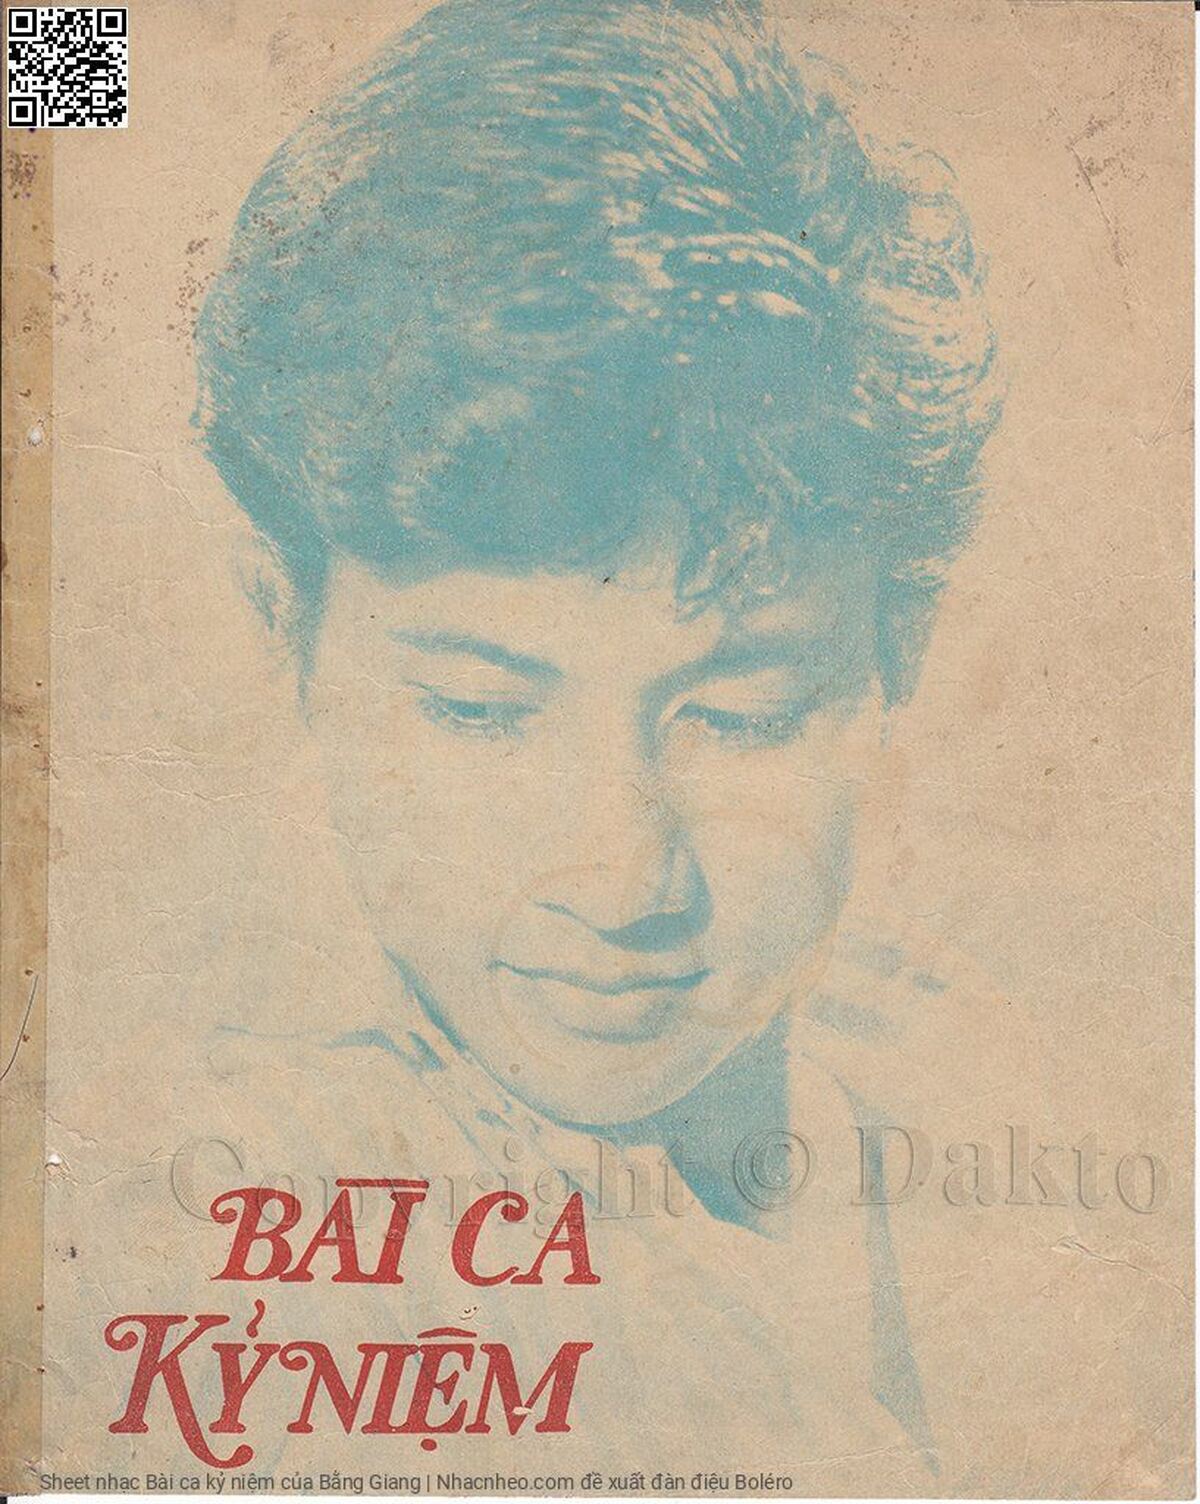 Copyright © Dakto
BÀI CA
KỶ NIỆM
Sheet nhạc Bài ca kỷ niệm của Bằng Giang | Nhacnheo.com đề xuất đàn điệu Boléro